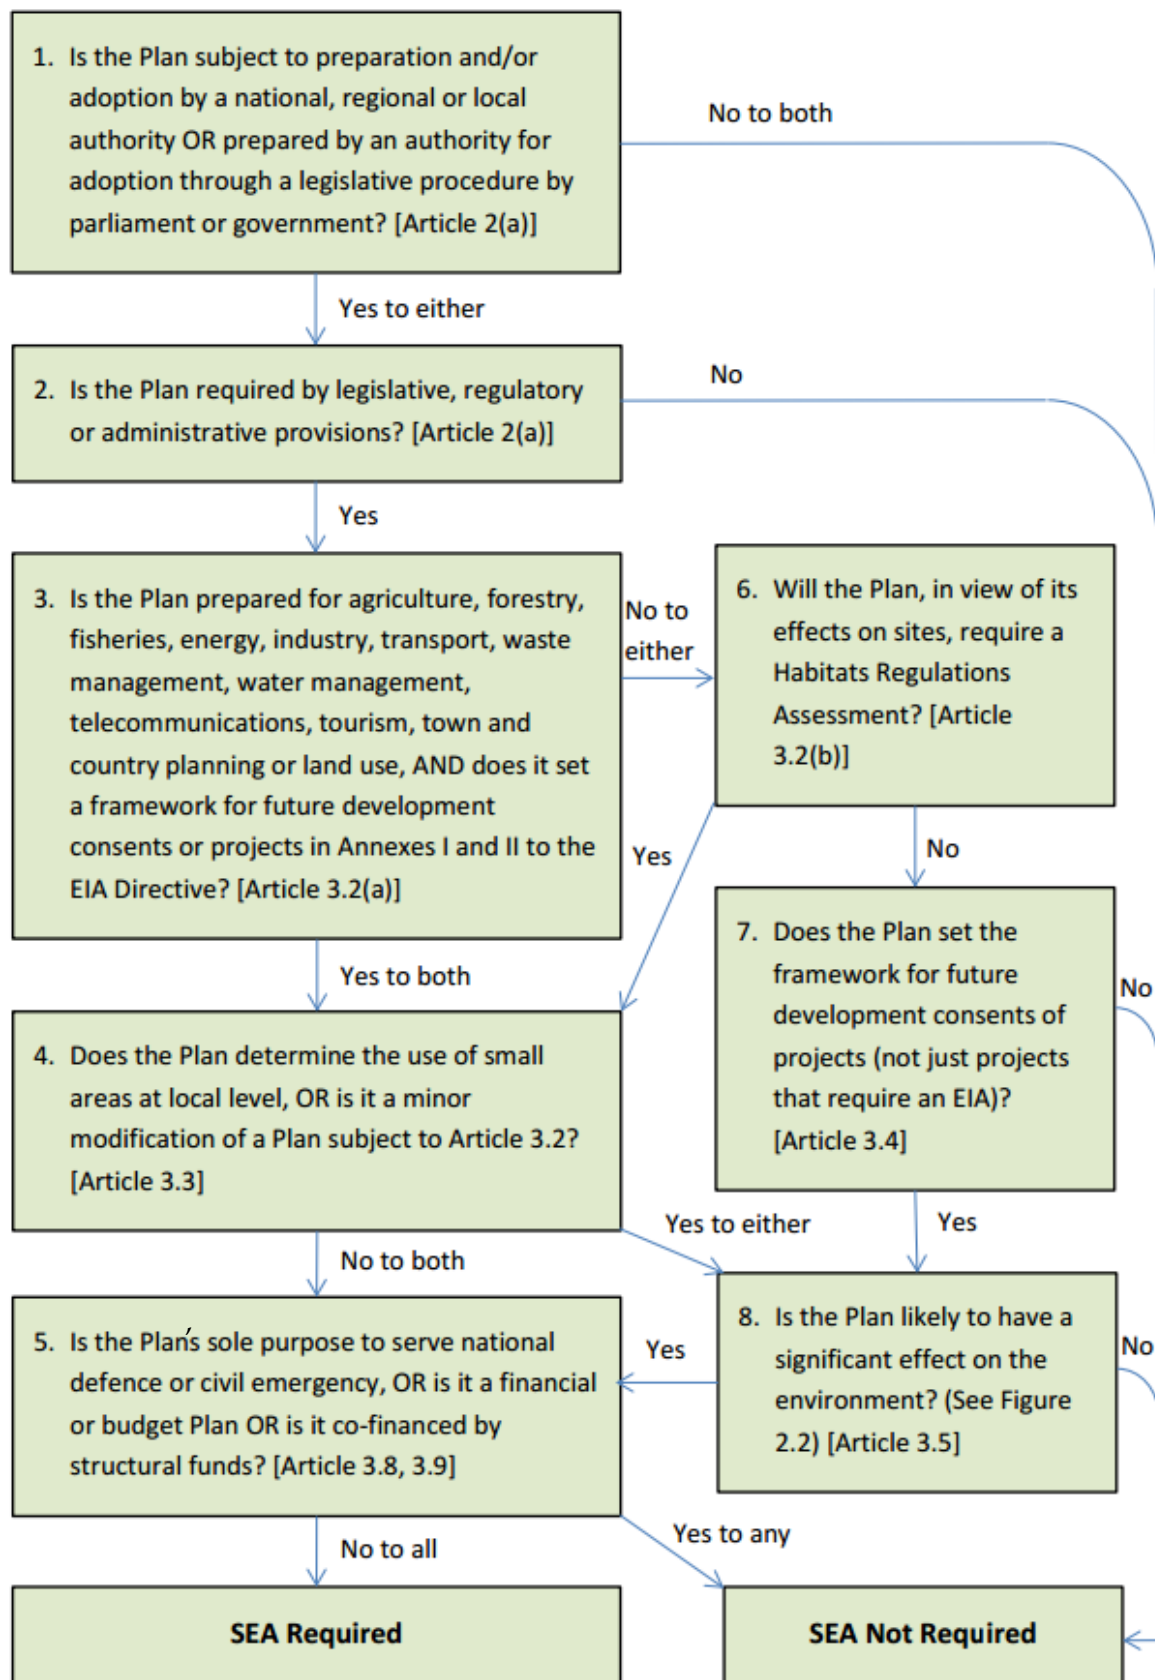 1. Is the Plan subject to preparation and/or
adoption by a national, regional or local
authority OR prepared by an authority for
adoption through a legislative procedure by
parliament or government? [Article 2(a)]
No to both
Yes to either
2. Is the Plan required by legislative, regulatory
or administrative provisions? [Article 2(a)]
No
Yes
3. Is the Plan prepared for agriculture, forestry,
fisheries, energy, industry, transport, waste
management, water management,
telecommunications, tourism, town and
country planning or land use, AND does it set
a framework for future development
consents or projects in Annexes I and II to the
EIA Directive? [Article 3.2(a)]
No to
either
6. Will the Plan, in view of its
effects on sites, require a
Habitats Regulations
Assessment? [Article
3.2(b)]
Yes
No
Yes to both
7. Does the Plan set the
framework for future
development consents of
projects (not just projects
that require an EIA)?
[Article 3.4]
No
4. Does the Plan determine the use of small
areas at local level, OR is it a minor
modification of a Plan subject to Article 3.2?
[Article 3.3]
Yes to either
Yes
No to both
5. Is the Plan's sole purpose to serve national
defence or civil emergency, OR is it a financial
or budget Plan OR is it co-financed by
structural funds? [Article 3.8, 3.9]
Yes
8. Is the Plan likely to have a
significant effect on the
environment? (See Figure
2.2) [Article 3.5]
No
No to all
Yes to any
SEA Required
SEA Not Required